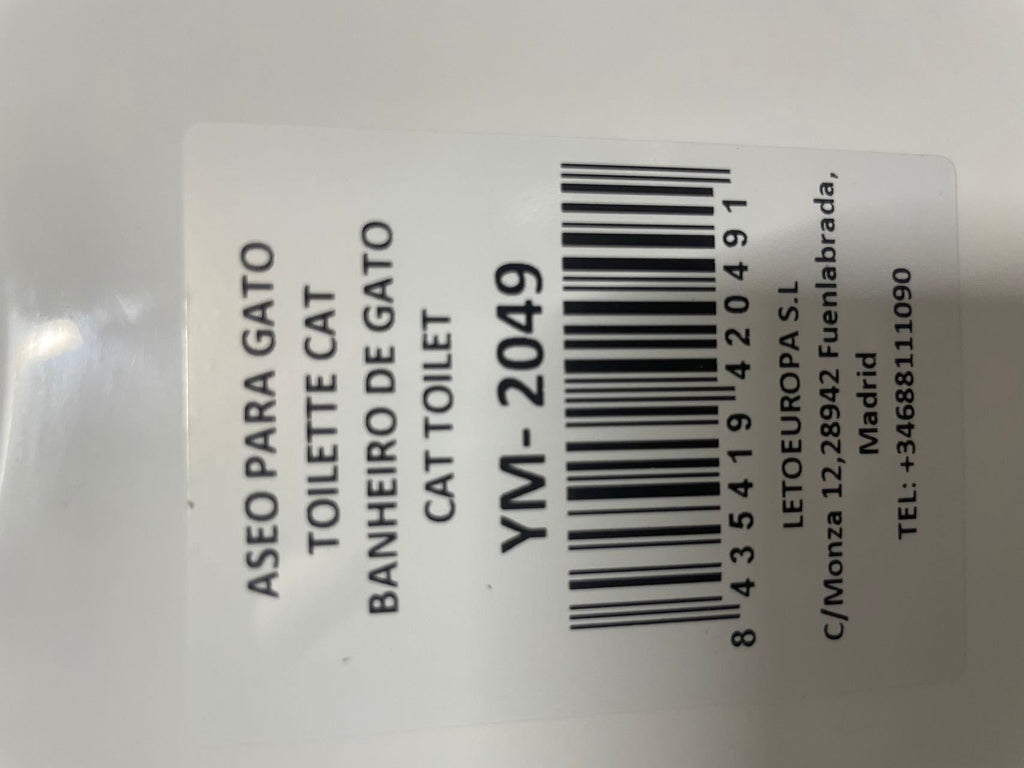 ASEO PARA GATO
TOILETTE CAT
BANHEIRO DE GATO
CAT TOILET
YM- 2049
8 435419 420491
LETOEUROPA S.L
C/Monza 12,28942 Fuenlabrada,
Madrid
TEL: +34688111090